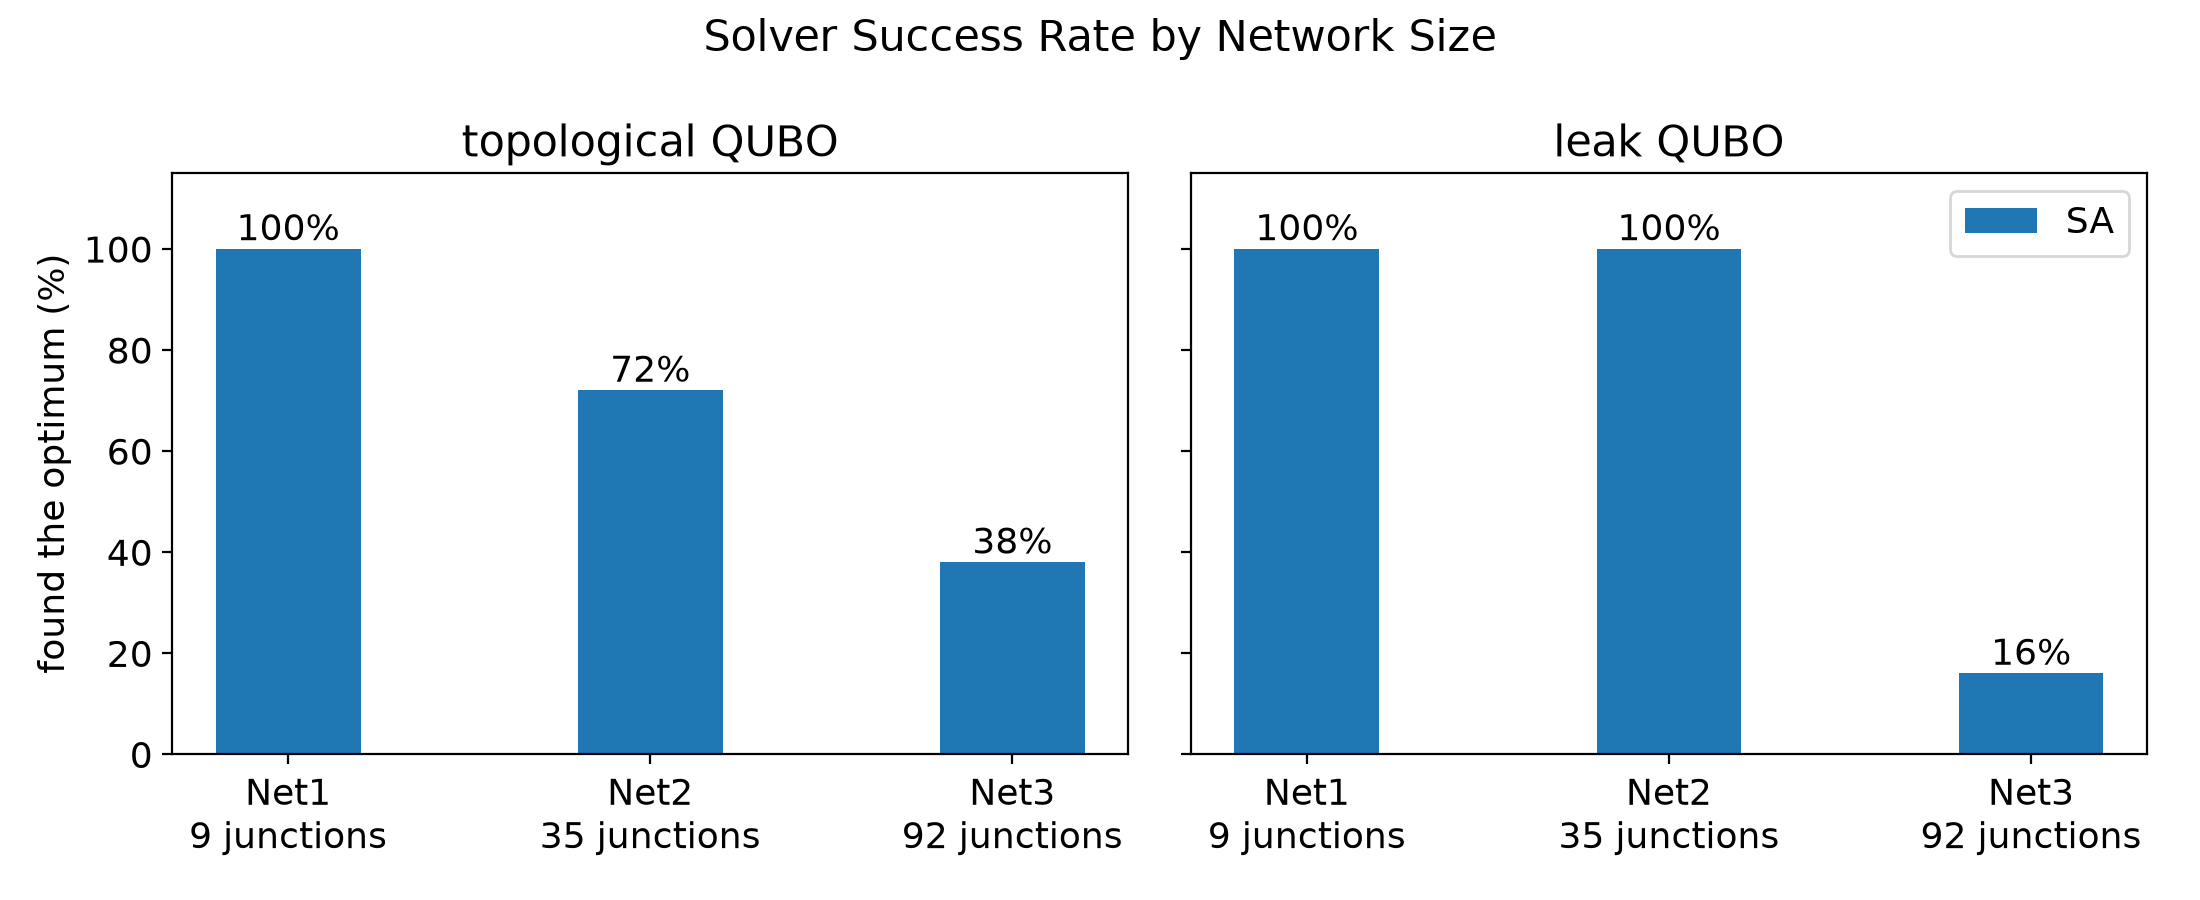 Solver Success Rate by Network Size
topological QUBO
found the optimum (%)
100
80
60
40
20
0
100%
72%
38%
Net1
9 junctions
Net2
35 junctions
Net3
92 junctions
leak QUBO
SA
100%
100%
16%
Net1
9 junctions
Net2
35 junctions
Net3
92 junctions